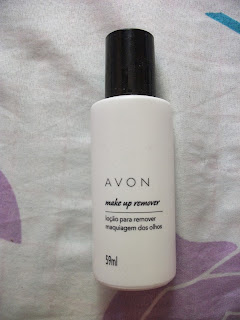 AVON
make up remover
loção para remover
maquiagem dos olhos
59ml